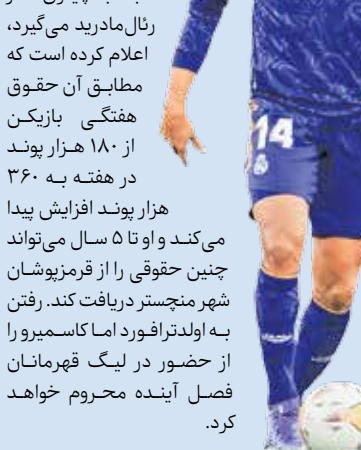 رئال‌مادرید می‌گیرد،
اعلام کرده است که
مطابق آن حقوق
هفتگی بازیکن
از ۱۸۰ هزار پوند
در هفته به ۳۶۰
هزار پوند افزایش پیدا
می‌کند و او تا ۵ سال می‌تواند
چنین حقوقی را از قرمزپوشان
شهر منچستر دریافت کند. رفتن
به اولدترافورد اما کاسمیرو را
از حضور در لیگ قهرمانان
فصل آینده محروم خواهد
کرد.
14